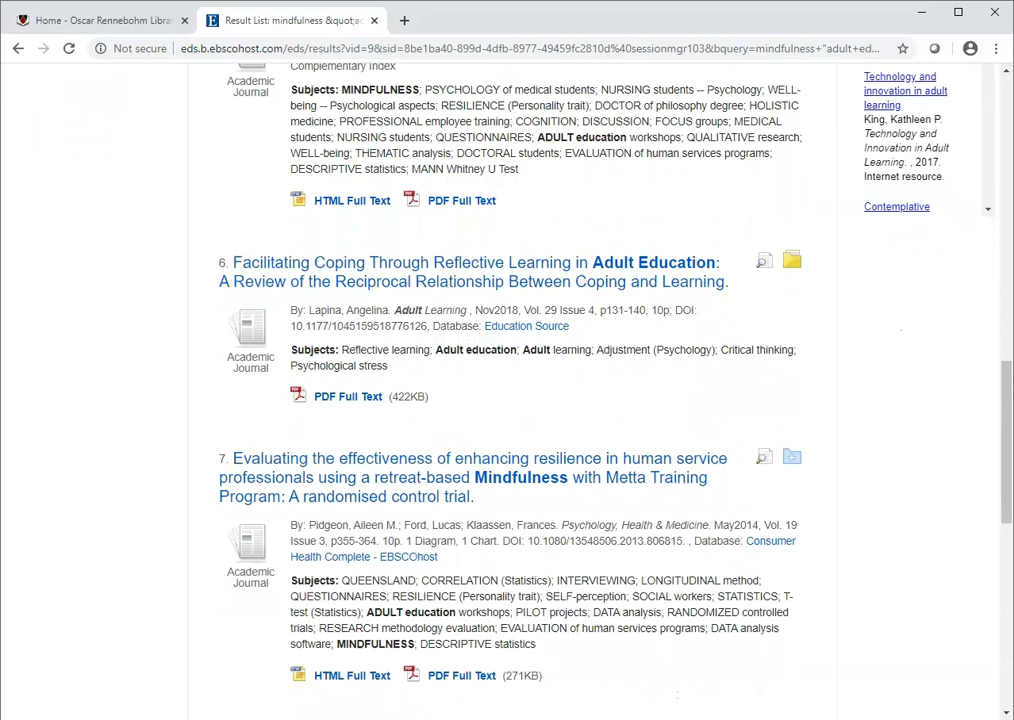 Home - Oscar Rennebohm Libra
Result List: mindfulness &quot;a
Not secure
eds.b.ebscohost.com/eds/results?vid=9&sid=8be1ba40-899d-4dfb-8977-49459fc2810d%40sessionmgr103&bquery=mindfulness+"adult+ed...
Complementary Index
Academic
Journal
Subjects: MINDFULNESS; PSYCHOLOGY of medical students; NURSING students -- Psychology; WELL-
being -- Psychological aspects; RESILIENCE (Personality trait); DOCTOR of philosophy degree; HOLISTIC
medicine; PROFESSIONAL employee training; COGNITION; DISCUSSION; FOCUS groups; MEDICAL
students; NURSING students; QUESTIONNAIRES; ADULT education workshops; QUALITATIVE research;
WELL-being; THEMATIC analysis; DOCTORAL students; EVALUATION of human services programs;
DESCRIPTIVE statistics; MANN Whitney U Test
HTML Full Text
PDF Full Text
6. Facilitating Coping Through Reflective Learning in Adult Education:
A Review of the Reciprocal Relationship Between Coping and Learning.
Academic
Journal
By: Lapina, Angelina. Adult Learning , Nov2018, Vol. 29 Issue 4, p131-140, 10p; DOI:
10.1177/1045159518776126, Database: Education Source
Subjects: Reflective learning; Adult education; Adult learning; Adjustment (Psychology); Critical thinking;
Psychological stress
PDF Full Text (422KB)
7. Evaluating the effectiveness of enhancing resilience in human service
professionals using a retreat-based Mindfulness with Metta Training
Program: A randomised control trial.
Academic
Journal
By: Pidgeon, Aileen M.; Ford, Lucas; Klaassen, Frances. Psychology, Health & Medicine. May2014, Vol. 19
Issue 3, p355-364. 10p. 1 Diagram, 1 Chart. DOI: 10.1080/13548506.2013.806815. , Database: Consumer
Health Complete - EBSCOhost
Subjects: QUEENSLAND; CORRELATION (Statistics); INTERVIEWING; LONGITUDINAL method;
QUESTIONNAIRES; RESILIENCE (Personality trait); SELF-perception; SOCIAL workers; STATISTICS; T-
test (Statistics); ADULT education workshops; PILOT projects; DATA analysis; RANDOMIZED controlled
trials; RESEARCH methodology evaluation; EVALUATION of human services programs; DATA analysis
software; MINDFULNESS; DESCRIPTIVE statistics
HTML Full Text
PDF Full Text (271KB)
Technology and
innovation in adult
learning
King, Kathleen P.
Technology and
Innovation in Adult
Learning. , 2017.
Internet resource.
Contemplative